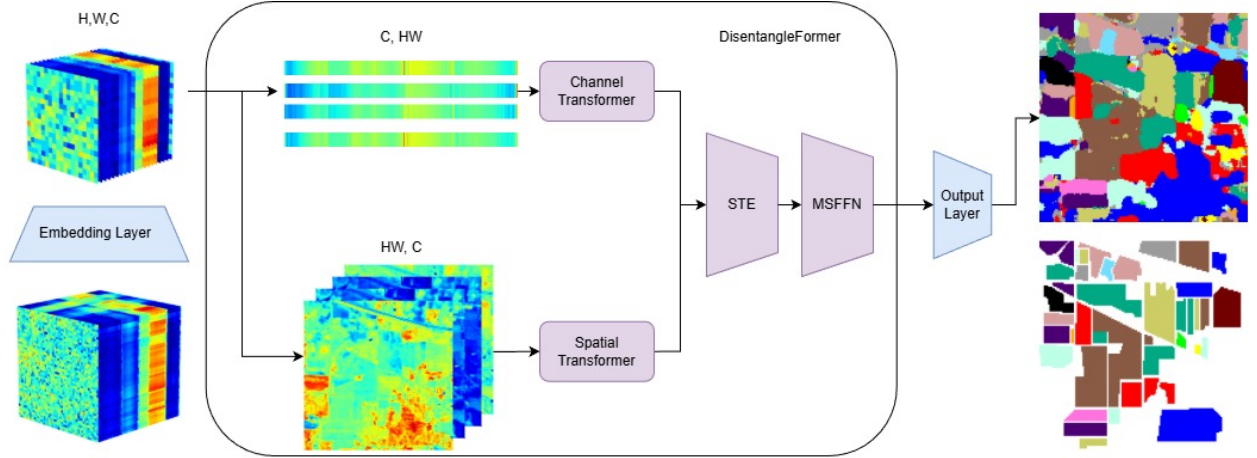 H,W,C
C, HW
DisentangleFormer
Channel
Transformer
Embedding Layer
STE
MSFFN
Output
Layer
HW, C
Spatial
Transformer